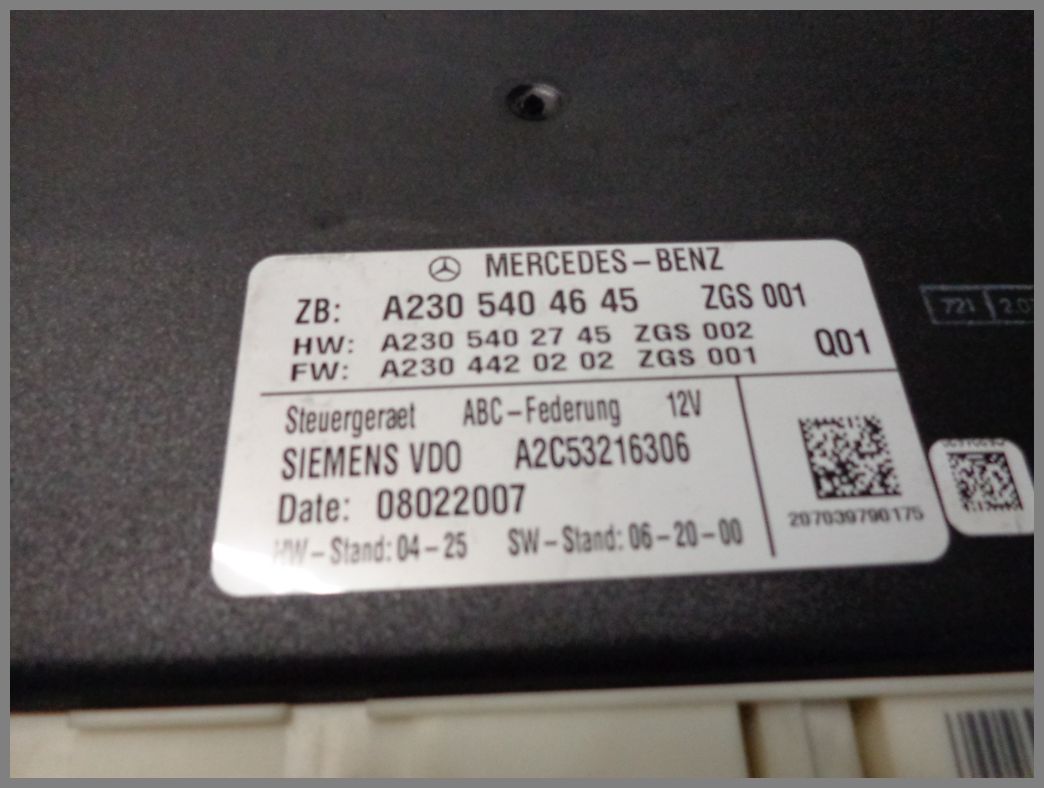 MERCEDES-BENZ
ZB: A230 540 46 45 ZGS 001
HW: A230 540 27 45 ZGS 002
FW: A230 442 02 02 ZGS 001 Q01
Steuergeraet ABC-Federung 12V
SIEMENS VDO A2C53216306
Date: 08022007
HW-Stand: 04-25 SW-Stand: 06-20-00
207039790175
721